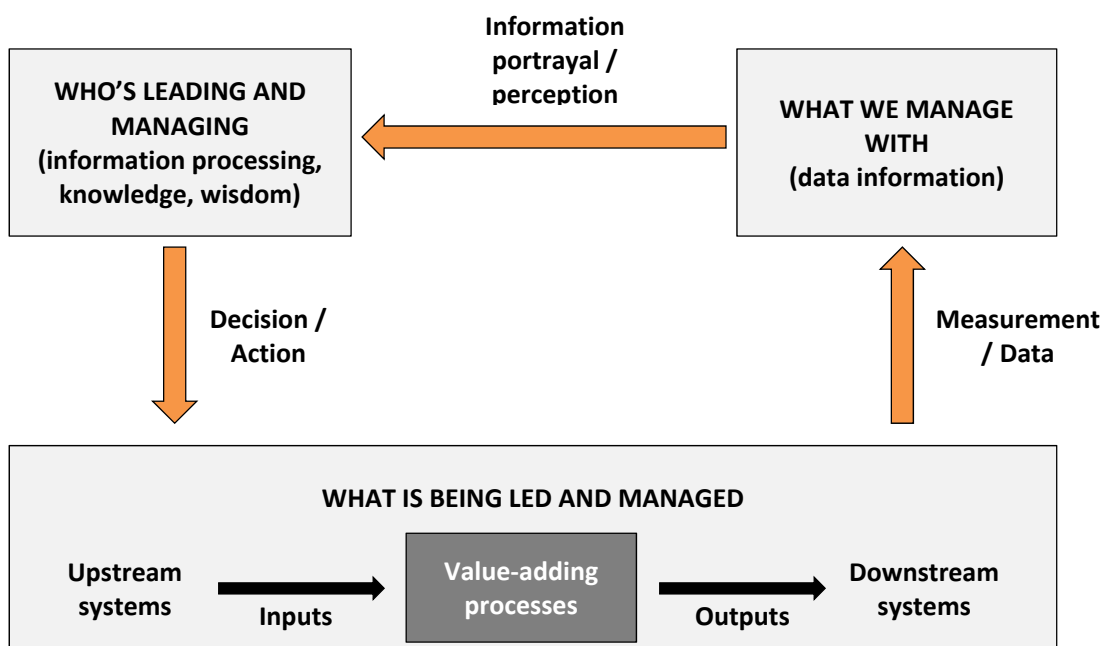 Information
portrayal /
perception
WHO’S LEADING AND
MANAGING
(information processing,
knowledge, wisdom)
WHAT WE MANAGE
WITH
(data information)
Decision /
Action
Measurement
/ Data
WHAT IS BEING LED AND MANAGED
Upstream
systems
Inputs
Value-adding
processes
Outputs
Downstream
systems